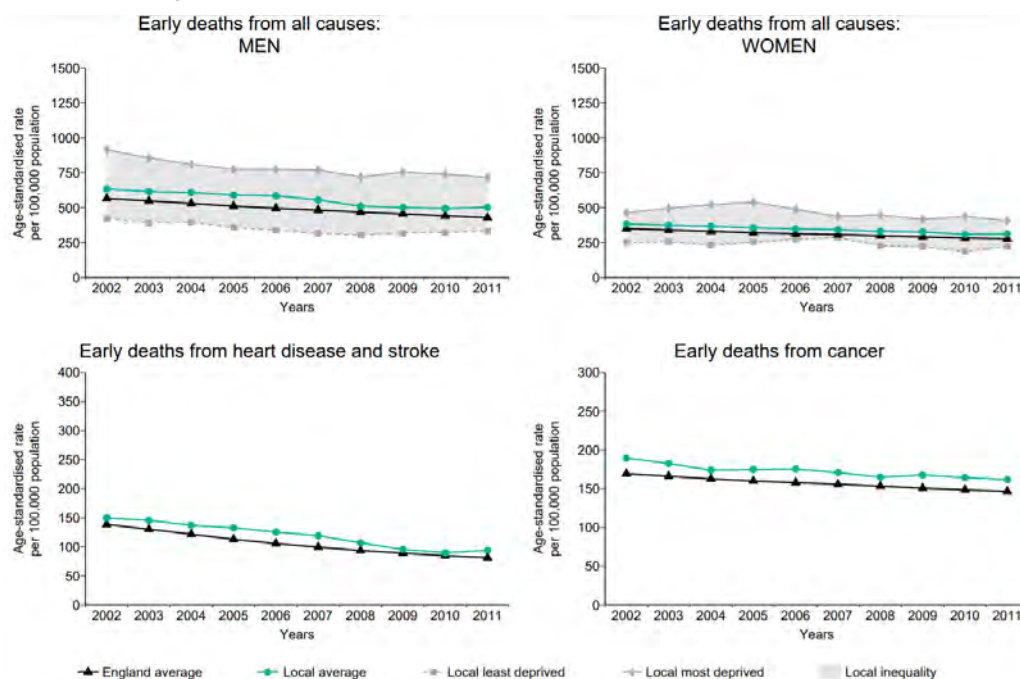 Early deaths from all causes:
MEN
Age-standardised rate
per 100,000 population
1500
1250
1000
750
500
250
0
2002 2003 2004 2005 2006 2007 2008 2009 2010 2011
Years
Early deaths from all causes:
WOMEN
Age-standardised rate
per 100,000 population
1500
1250
1000
750
500
250
0
2002 2003 2004 2005 2006 2007 2008 2009 2010 2011
Years
Early deaths from heart disease and stroke
Age-standardised rate
per 100,000 population
400
350
300
250
200
150
100
50
0
2002 2003 2004 2005 2006 2007 2008 2009 2010 2011
Years
Early deaths from cancer
Age-standardised rate
per 100,000 population
300
250
200
150
100
50
0
2002 2003 2004 2005 2006 2007 2008 2009 2010 2011
Years
England average Local average Local least deprived Local most deprived Local inequality